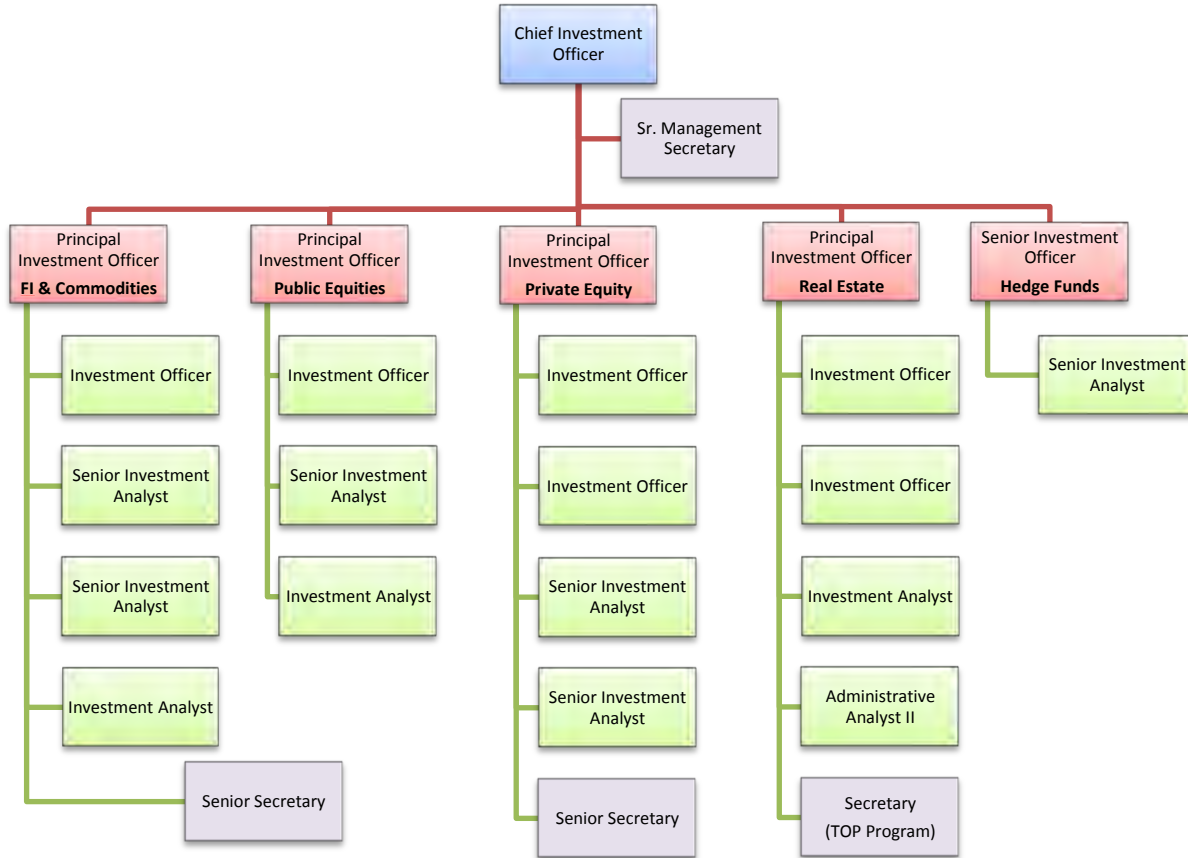 Chief Investment
Officer
Sr. Management
Secretary
Principal
Investment Officer
FI & Commodities
Principal
Investment Officer
Public Equities
Principal
Investment Officer
Private Equity
Principal
Investment Officer
Real Estate
Senior Investment
Officer
Hedge Funds
Investment Officer
Senior Investment
Analyst
Senior Investment
Analyst
Investment Analyst
Senior Secretary
Investment Officer
Senior Investment
Analyst
Investment Analyst
Investment Officer
Investment Officer
Senior Investment
Analyst
Senior Investment
Analyst
Senior Secretary
Investment Officer
Investment Officer
Investment Analyst
Administrative
Analyst II
Secretary
(TOP Program)
Senior Investment
Analyst